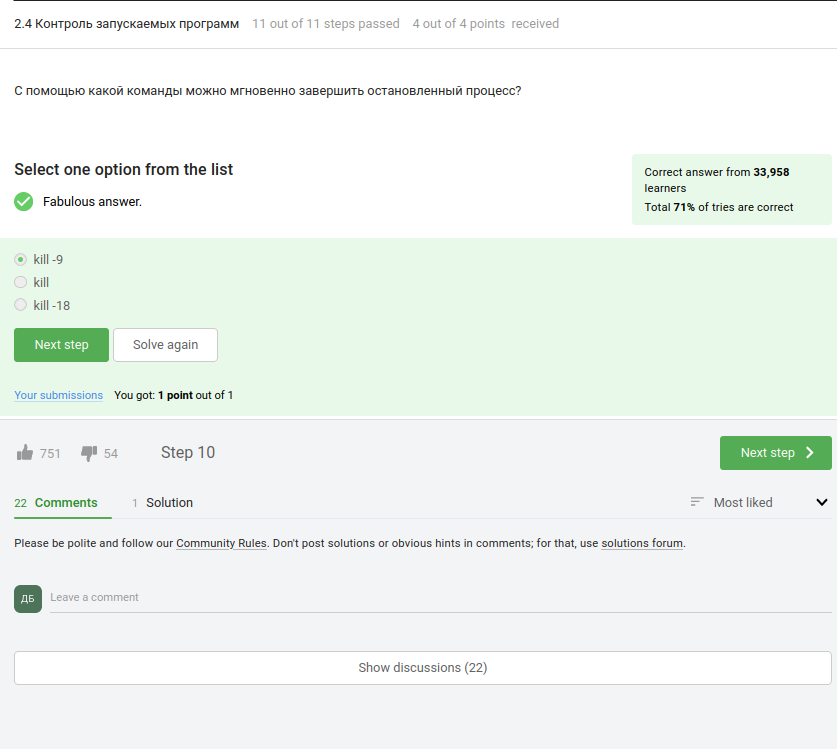 2.4 Контроль запускаемых программ 11 out of 11 steps passed 4 out of 4 points received
С помощью какой команды можно мгновенно завершить остановленный процесс?
Select one option from the list
Fabulous answer.
Correct answer from 33,958
learners
Total 71% of tries are correct
kill -9
kill
kill -18
Next step Solve again
Your submissions You got: 1 point out of 1
751 54 Step 10 Next step
22 Comments 1 Solution Most liked
Please be polite and follow our Community Rules. Don't post solutions or obvious hints in comments; for that, use solutions forum.
ДБ Leave a comment
Show discussions (22)